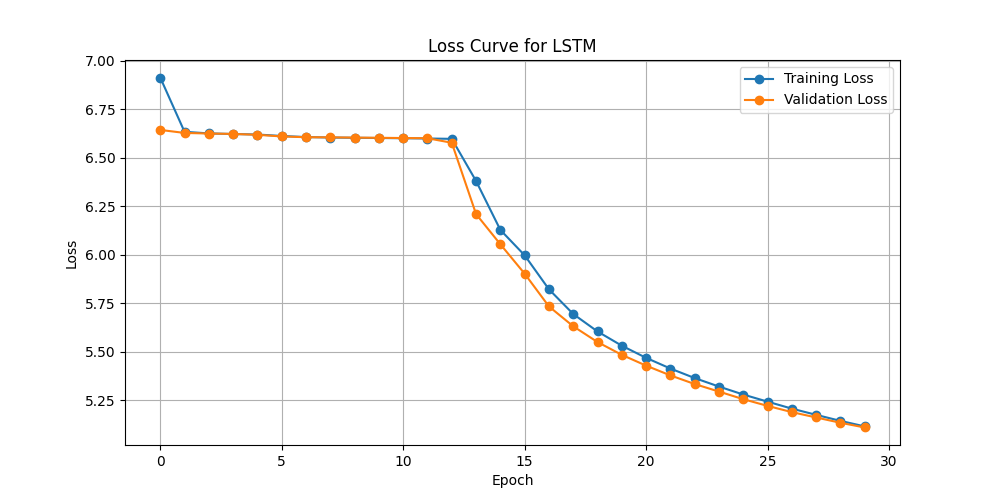 Loss Curve for LSTM
7.00
6.75
6.50
6.25
6.00
5.75
5.50
5.25
Loss
Training Loss
Validation Loss
0 5 10 15 20 25 30
Epoch